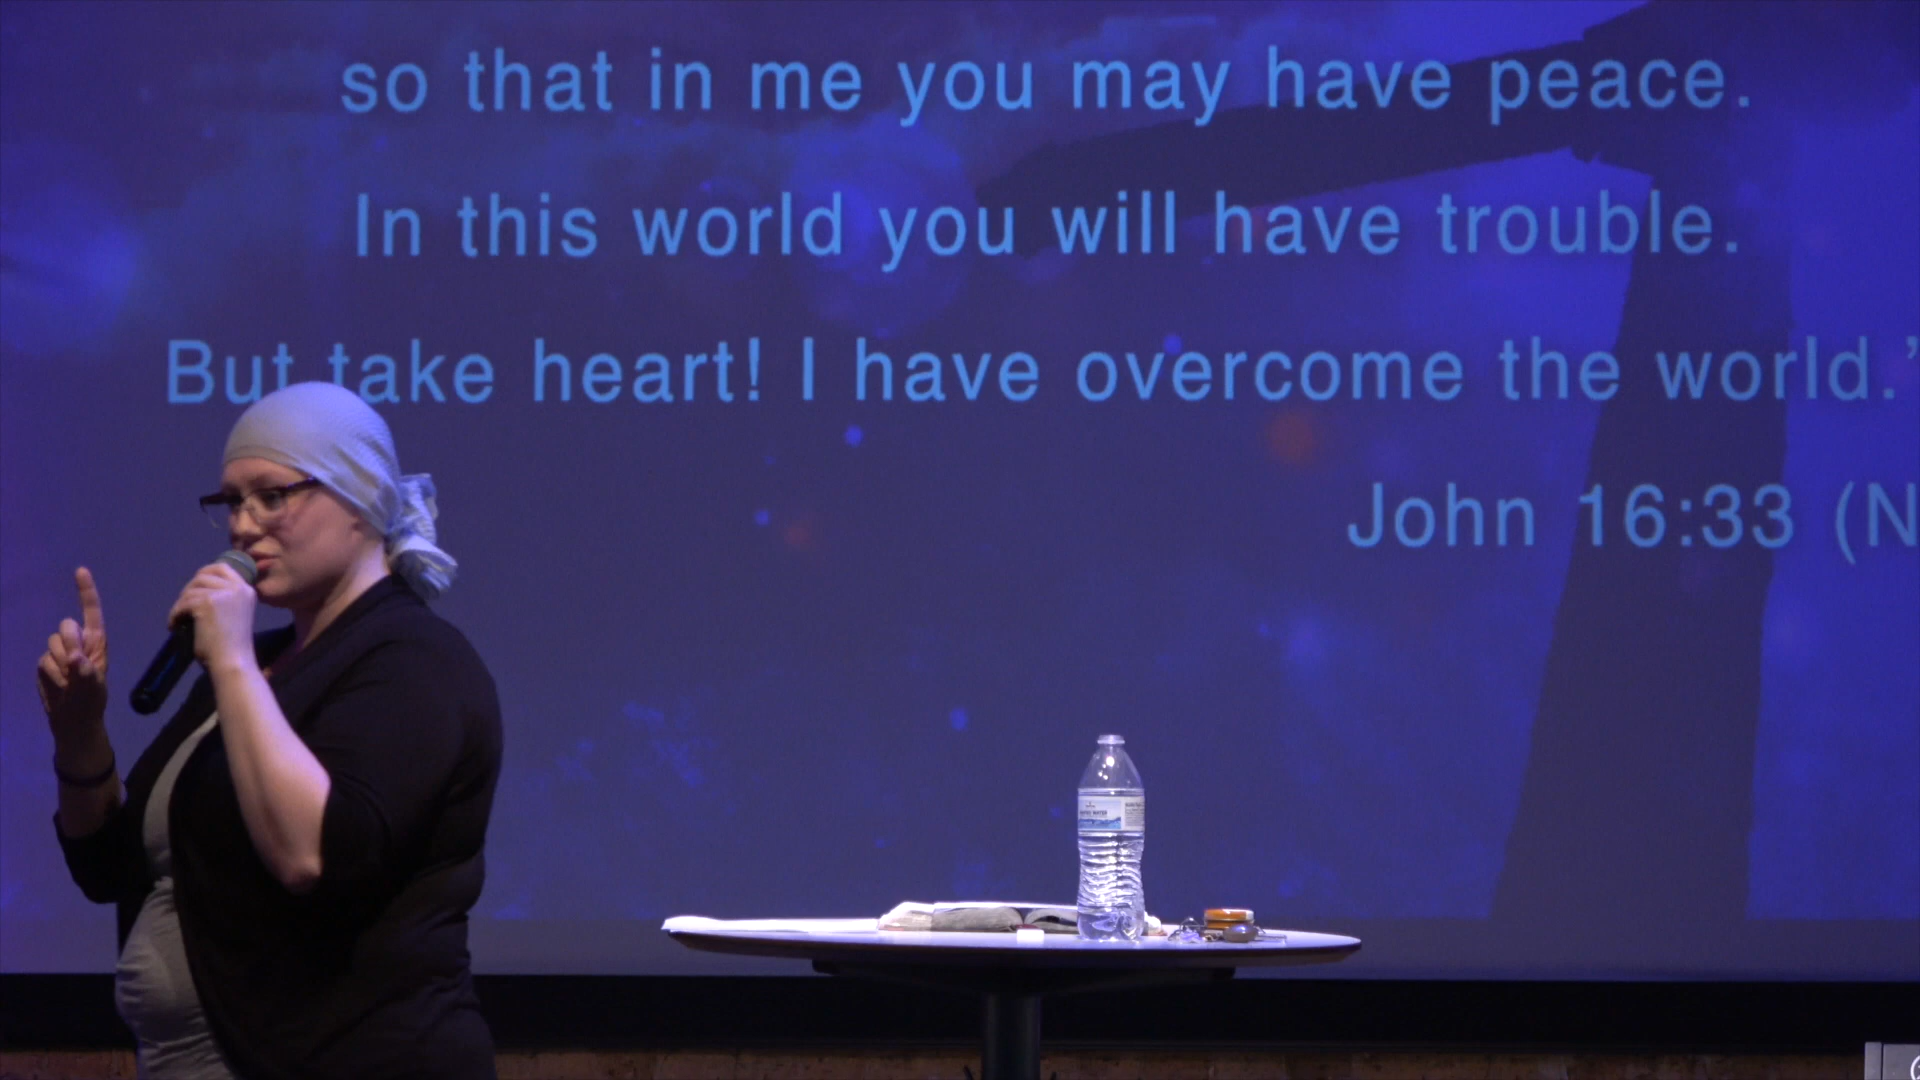 so that in me you may have peace.
In this world you will have trouble.
But take heart! I have overcome the world.”
John 16:33 (N
WATER